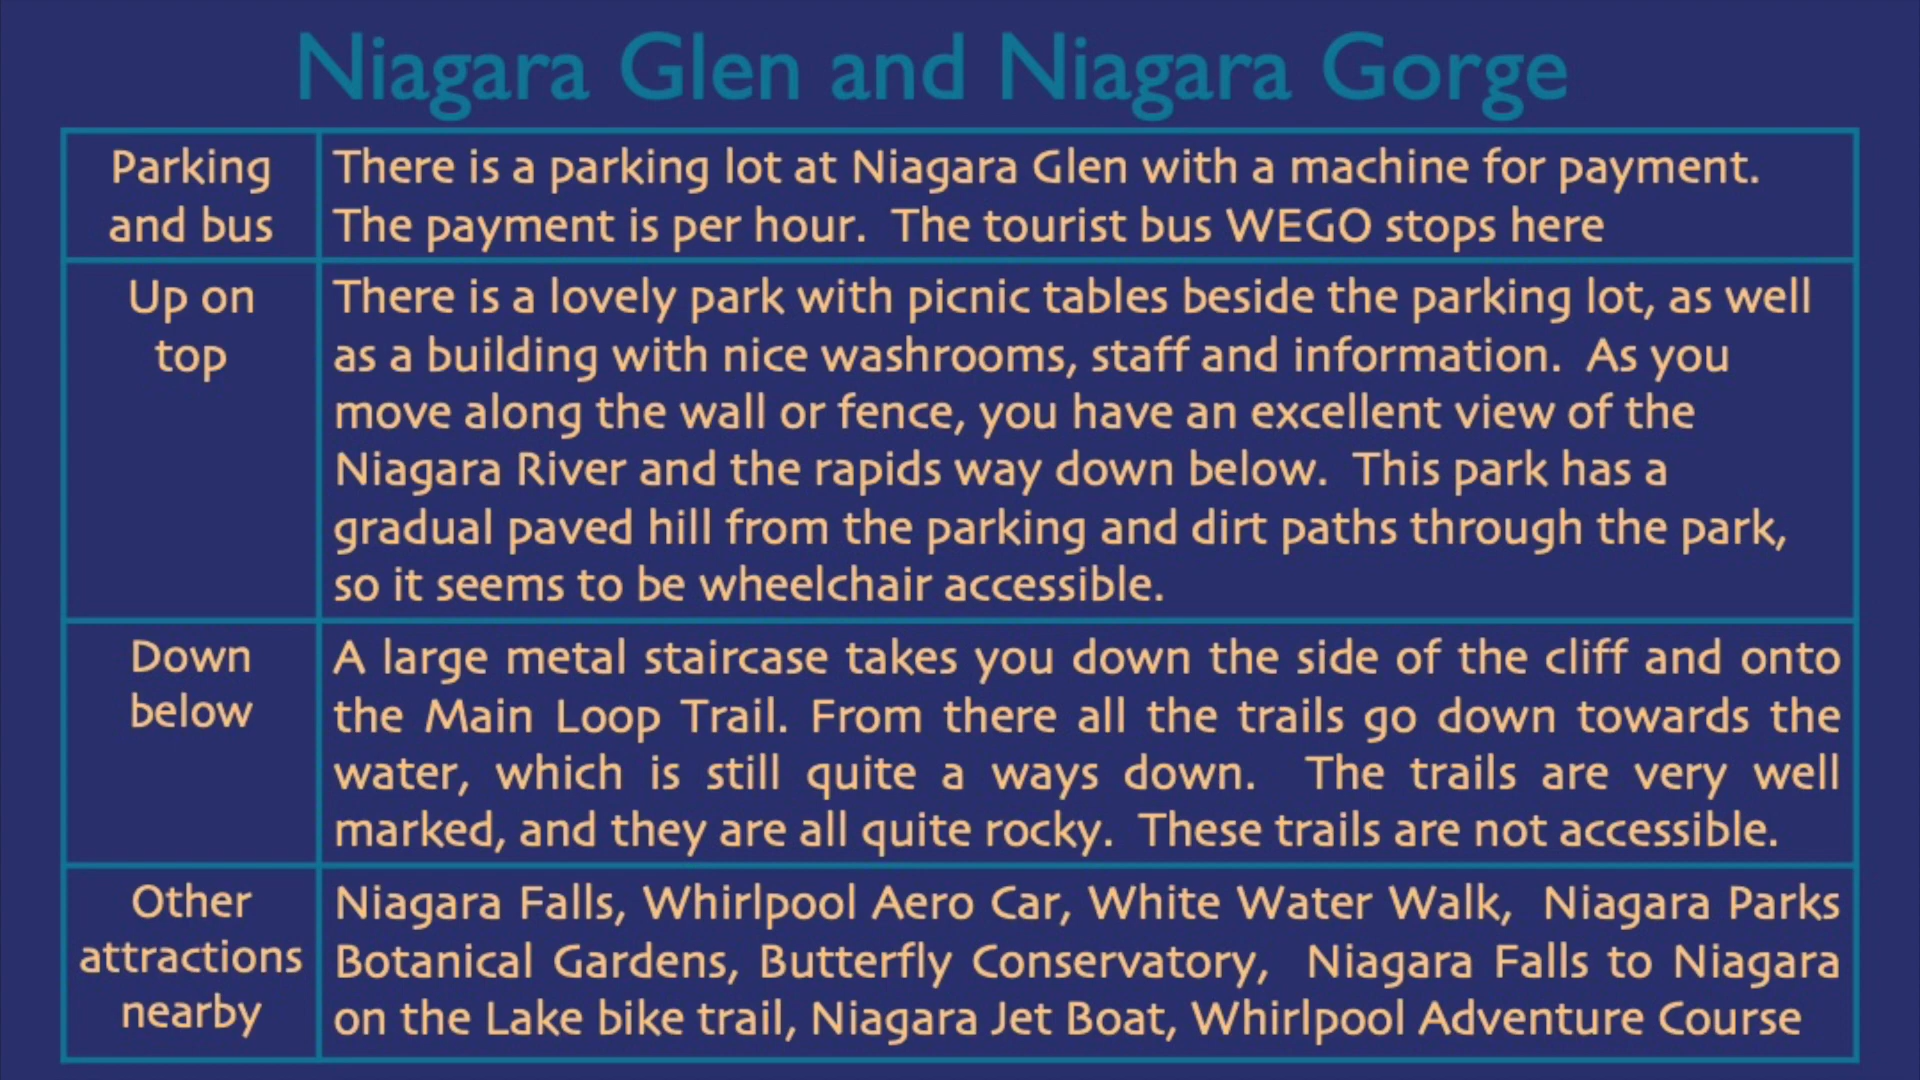 Niagara Glen and Niagara Gorge
Parking
and bus
There is a parking lot at Niagara Glen with a machine for payment.
The payment is per hour.  The tourist bus WEGO stops here
Up on
top
There is a lovely park with picnic tables beside the parking lot, as well
as a building with nice washrooms, staff and information.  As you
move along the wall or fence, you have an excellent view of the
Niagara River and the rapids way down below.  This park has a
gradual paved hill from the parking and dirt paths through the park,
so it seems to be wheelchair accessible.
Down
below
A large metal staircase takes you down the side of the cliff and onto
the Main Loop Trail. From there all the trails go down towards the
water, which is still quite a ways down.  The trails are very well
marked, and they are all quite rocky.  These trails are not accessible.
Other
attractions
nearby
Niagara Falls, Whirlpool Aero Car, White Water Walk,  Niagara Parks
Botanical Gardens, Butterfly Conservatory,  Niagara Falls to Niagara
on the Lake bike trail, Niagara Jet Boat, Whirlpool Adventure Course